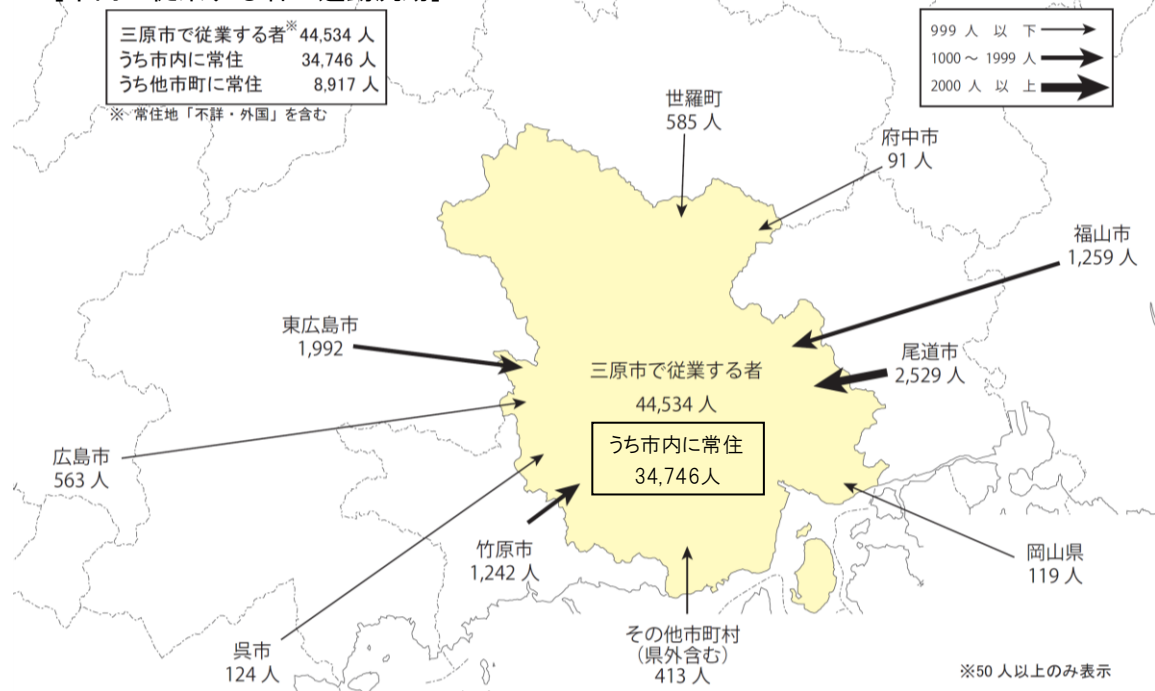 三原市で従業する者※ 44,534 人
うち市内に常住 34,746 人
うち他市町に常住 8,917 人
※ 常住地「不詳・外国」を含む
999 人 以 下
1000 ～ 1999 人
2000 人 以 上
世羅町
585 人
府中市
91 人
福山市
1,259 人
東広島市
1,992
尾道市
2,529 人
三原市で従業する者
44,534 人
うち市内に常住
34,746人
広島市
563 人
竹原市
1,242 人
岡山県
119 人
呉市
124 人
その他市町村
（県外含む）
413 人
※50 人以上のみ表示